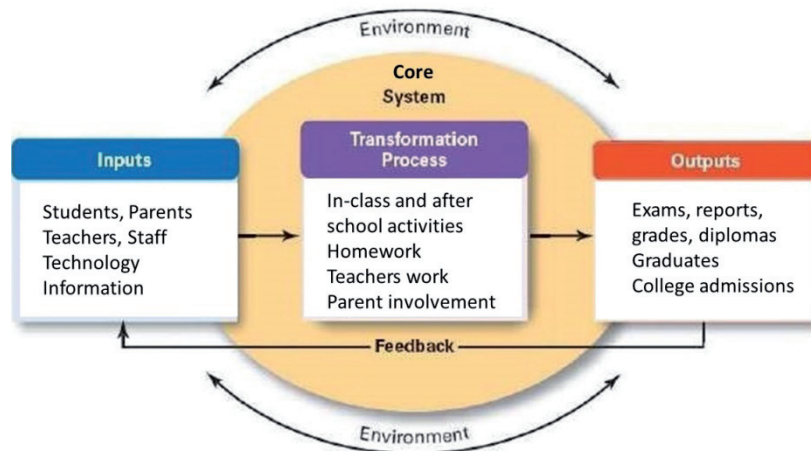 Environment
Core
System
Inputs
Students, Parents
Teachers, Staff
Technology
Information
Transformation
Process
In-class and after
school activities
Homework
Teachers work
Parent involvement
Outputs
Exams, reports,
grades, diplomas
Graduates
College admissions
Feedback
Environment